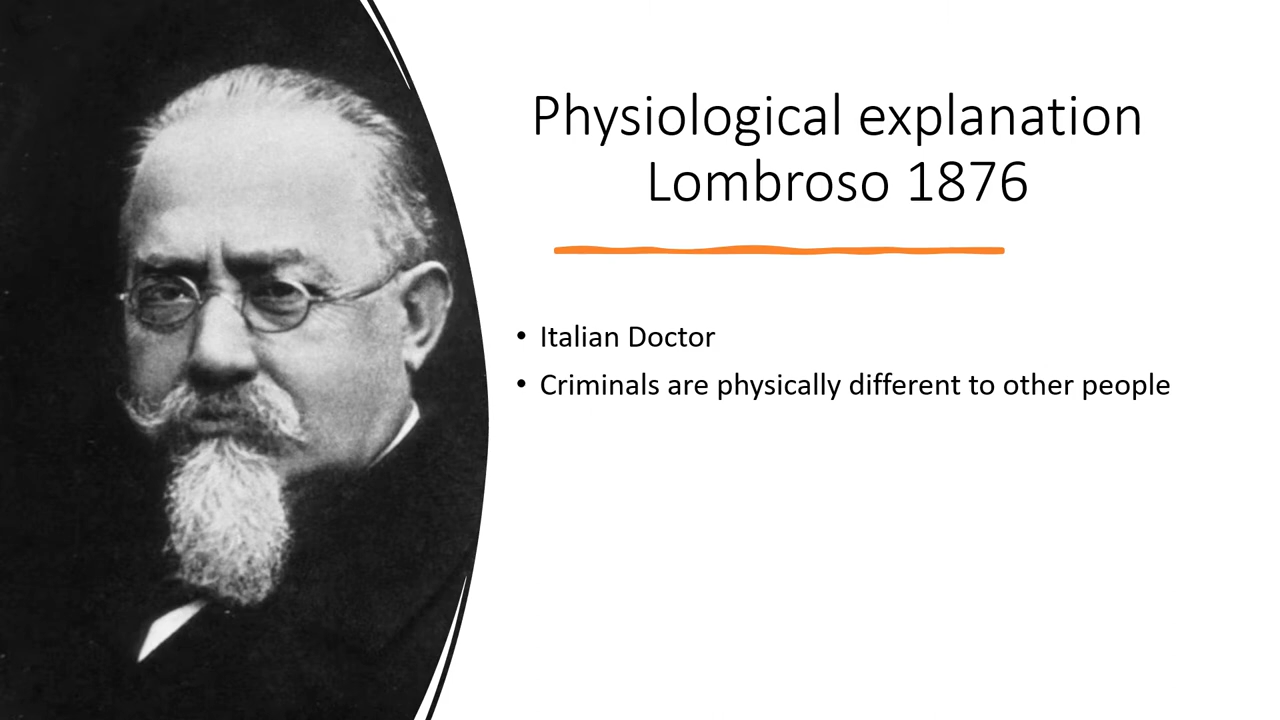 Physiological explanation
Lombroso 1876
• Italian Doctor
• Criminals are physically different to other people